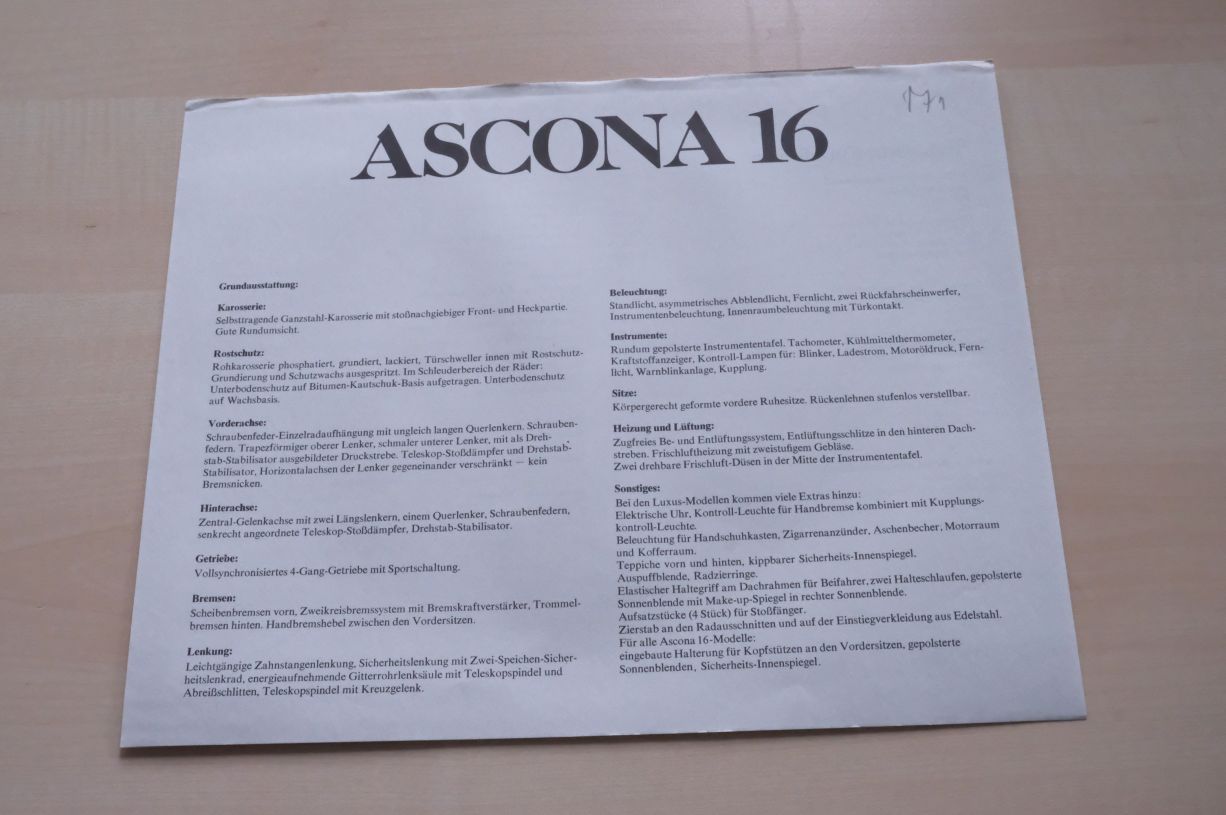 ASCONA 16
Grundausstattung:
Karosserie:
Selbsttragende Ganzstahl-Karosserie mit stoßnachgiebiger Front- und Heckpartie.
Gute Rundumsicht.
Rostschutz:
Rohkarosserie phosphatiert, grundiert, lackiert, Türschweller innen mit Rostschutz-
Grundierung und Schutzwachs ausgespritzt. Im Schleuderbereich der Räder:
Unterbodenschutz auf Bitumen-Kautschuk-Basis aufgetragen. Unterbodenschutz
auf Wachsbasis.
Vorderachse:
Schraubenfeder-Einzelradaufhängung mit ungleich langen Querlenkern. Schrauben-
federn. Trapezförmiger oberer Lenker, schmaler unterer Lenker, mit als Dreh-
stab-Stabilisator ausgebildeter Druckstrebe. Teleskop-Stoßdämpfer und Drehstab-
Stabilisator, Horizontalachsen der Lenker gegeneinander verschränkt — kein
Bremsnicken.
Hinterachse:
Zentral-Gelenkachse mit zwei Längslenkern, einem Querlenker, Schraubenfedern,
senkrecht angeordnete Teleskop-Stoßdämpfer, Drehstab-Stabilisator.
Getriebe:
Vollsynchronisiertes 4-Gang-Getriebe mit Sportschaltung.
Bremsen:
Scheibenbremsen vorn, Zweikreisbremssystem mit Bremskraftverstärker, Trommel-
bremsen hinten. Handbremshebel zwischen den Vordersitzen.
Lenkung:
Leichtgängige Zahnstangenlenkung, Sicherheitslenkung mit Zwei-Speichen-Sicher-
heitslenkrad, energieaufnehmende Gitterrohrlenksäule mit Teleskopspindel und
Abreißschlitten, Teleskopspindel mit Kreuzgelenk.
Beleuchtung:
Standlicht, asymmetrisches Abblendlicht, Fernlicht, zwei Rückfahrscheinwerfer,
Instrumentenbeleuchtung, Innenraumbeleuchtung mit Türkontakt.
Instrumente:
Rundum gepolsterte Instrumententafel. Tachometer, Kühlmittelthermometer,
Kraftstoffanzeiger, Kontroll-Lampen für: Blinker, Ladestrom, Motoröldruck, Fern-
licht, Warnblinkanlage, Kupplung.
Sitze:
Körpergerecht geformte vordere Ruhesitze. Rückenlehnen stufenlos verstellbar.
Heizung und Lüftung:
Zugfreies Be- und Entlüftungssystem, Entlüftungsschlitze in den hinteren Dach-
streben. Frischluftheizung mit zweistufigem Gebläse.
Zwei drehbare Frischluft-Düsen in der Mitte der Instrumententafel.
Sonstiges:
Bei den Luxus-Modellen kommen viele Extras hinzu:
Elektrische Uhr, Kontroll-Leuchte für Handbremse kombiniert mit Kupplungs-
kontroll-Leuchte.
Beleuchtung für Handschuhkasten, Zigarrenanzünder, Aschenbecher, Motorraum
und Kofferraum.
Teppiche vorn und hinten, kippbarer Sicherheits-Innenspiegel.
Auspuffblende, Radzierringe.
Elastischer Haltegriff am Dachrahmen für Beifahrer, zwei Halteschlaufen, gepolsterte
Sonnenblende mit Make-up-Spiegel in rechter Sonnenblende.
Aufsatzstücke (4 Stück) für Stoßfänger.
Zierstab an den Radausschnitten und auf der Einstiegverkleidung aus Edelstahl.
Für alle Ascona 16-Modelle:
eingebaute Halterung für Kopfstützen an den Vordersitzen, gepolsterte
Sonnenblenden, Sicherheits-Innenspiegel.